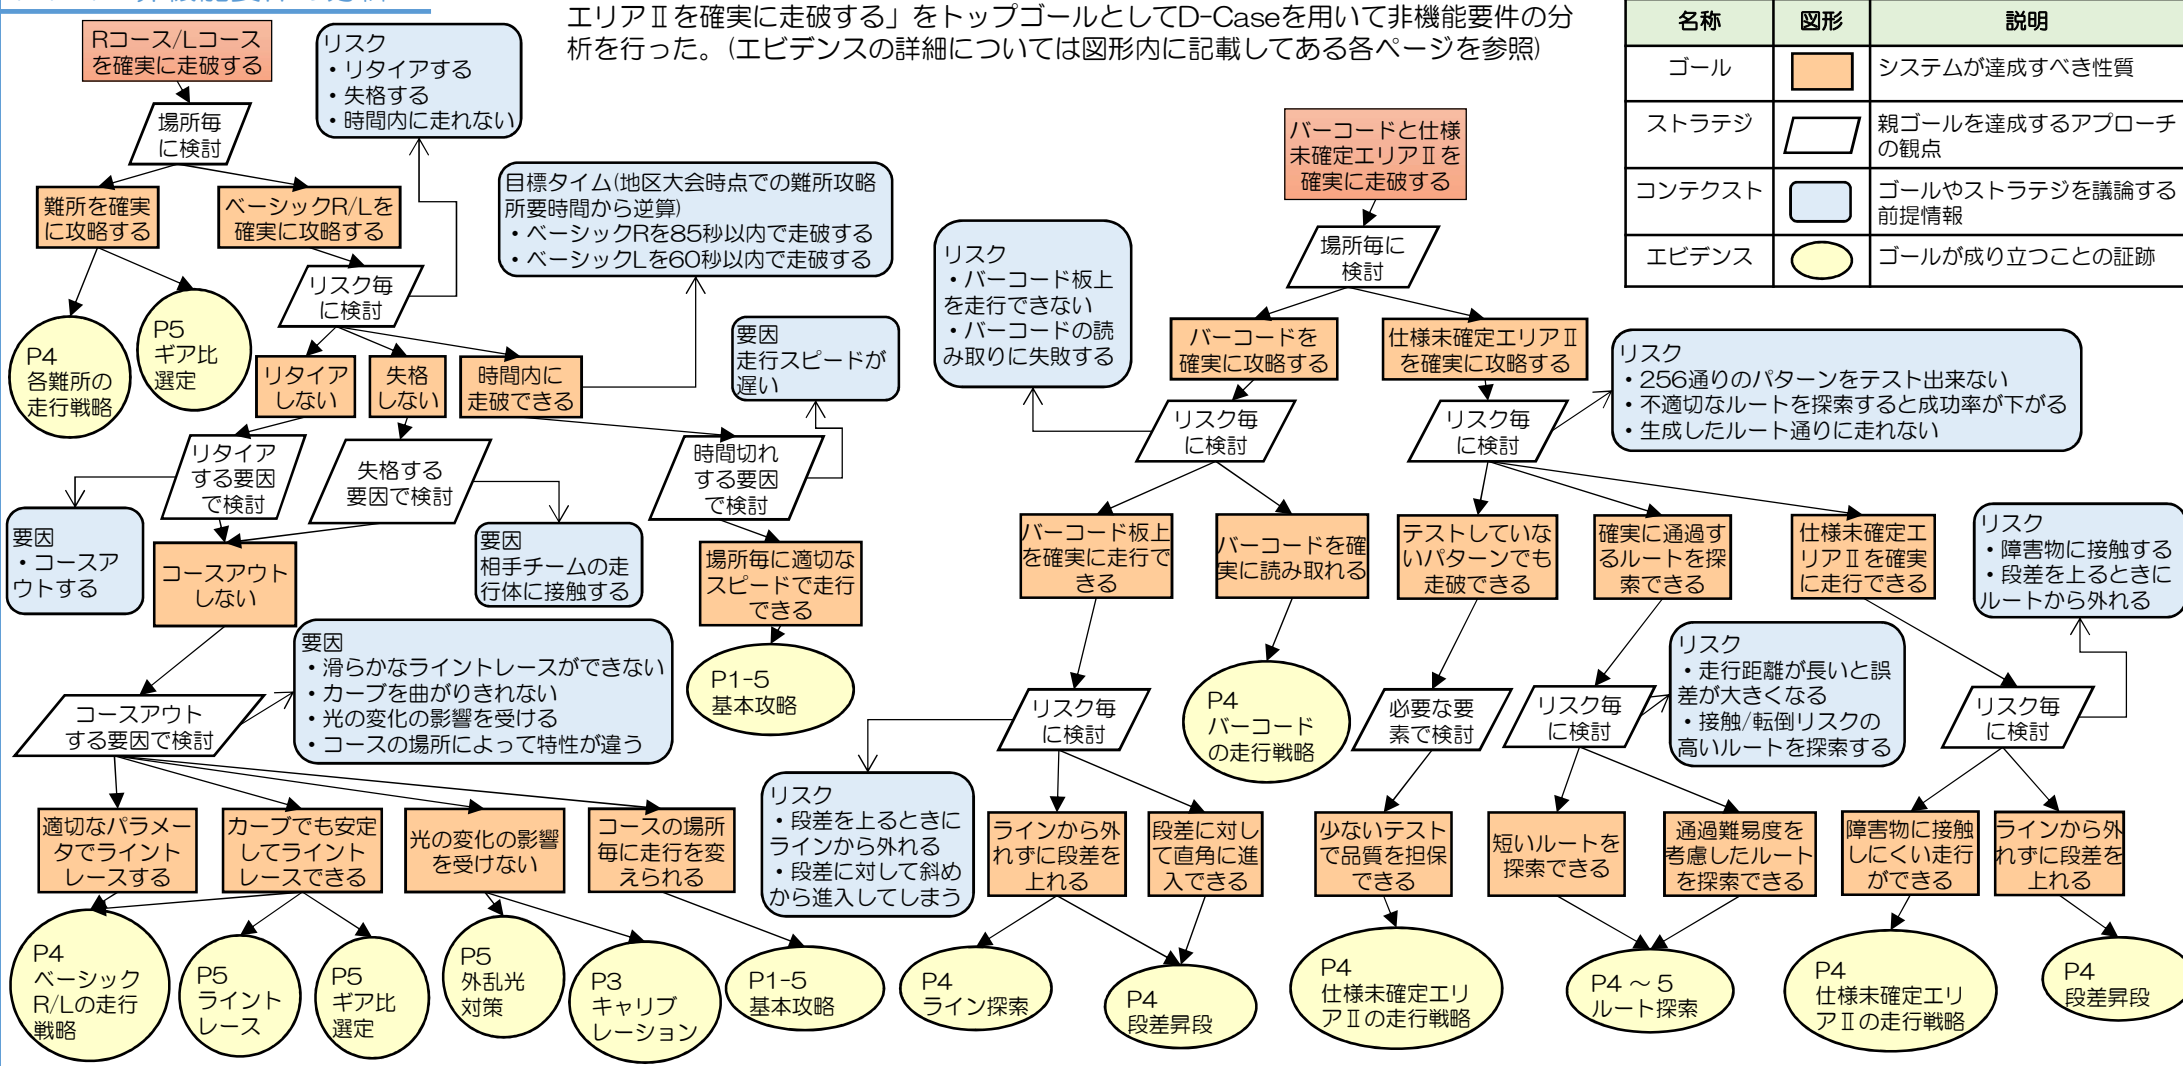 エリアⅡを確実に走破する」をトップゴールとしてD-Caseを用いて非機能要件の分
析を行った。(エビデンスの詳細については図形内に記載してある各ページを参照)
名称
図形
説明
ゴール
システムが達成すべき性質
ストラテジ
親ゴールを達成するアプローチ
の観点
コンテクスト
ゴールやストラテジを議論する
前提情報
エビデンス
ゴールが成り立つことの証跡
Rコース/Lコース
を確実に走破する
場所毎
に検討
リスク
・リタイアする
・失格する
・時間内に走れない
難所を確実
に攻略する
ベーシックR/Lを
確実に攻略する
目標タイム(地区大会時点での難所攻略
所要時間から逆算)
・ベーシックRを85秒以内で走破する
・ベーシックLを60秒以内で走破する
リスク毎
に検討
P4
各難所の
走行戦略
P5
ギア比
選定
リタイア
しない
失格
しない
時間内に
走破できる
要因
走行スピードが
遅い
リタイア
する要因
で検討
失格する
要因で検討
時間切れ
する要因
で検討
要因
・コースア
ウトする
コースアウト
しない
要因
相手チームの走
行体に接触する
場所毎に適切な
スピードで走行
できる
P1-5
基本攻略
要因
・滑らかなライントレースができない
・カーブを曲がりきれない
・光の変化の影響を受ける
・コースの場所によって特性が違う
コースアウト
する要因で検討
適切なパラメー
タでライント
レースする
カーブでも安定
してライント
レースできる
光の変化の影響
を受けない
コースの場所
毎に走行を変
えられる
P4
ベーシック
R/Lの走行
戦略
P5
ライント
レース
P5
ギア比
選定
P5
外乱光
対策
P3
キャリブ
レーション
P1-5
基本攻略
バーコードと仕様
未確定エリアⅡを
確実に走破する
場所毎に
検討
リスク
・バーコード板上
を走行できない
・バーコードの読
み取りに失敗する
バーコードを
確実に攻略する
仕様未確定エリアⅡ
を確実に攻略する
リスク
・256通りのパターンをテスト出来ない
・不適切なルートを探索すると成功率が下がる
・生成したルート通りに走れない
リスク毎
に検討
リスク毎
に検討
バーコード板上
を確実に走行で
きる
バーコードを確
実に読み取れる
テストしていな
いパターンでも
走破できる
確実に通過す
るルートを探
索できる
仕様未確定エ
リアⅡを確実
に走行できる
リスク
・障害物に接触する
・段差を上るときに
ルートから外れる
リスク毎
に検討
P4
バーコード
の走行戦略
必要な要
素で検討
リスク毎
に検討
リスク
・走行距離が長いと誤
差が大きくなる
・接触/転倒リスクの
高いルートを探索する
リスク毎
に検討
リスク
・段差を上るときに
ラインから外れる
・段差に対して斜め
から進入してしまう
ラインから外
れずに段差を
上れる
段差に対し
て直角に進
入できる
少ないテスト
で品質を担保
できる
短いルートを
探索できる
通過難易度を
考慮したルート
を探索できる
障害物に接触
しにくい走行
ができる
ラインから外
れずに段差を
上れる
P4
ライン探索
P4
段差昇段
P4
仕様未確定エリ
アⅡの走行戦略
P4～5
ルート探索
P4
仕様未確定エリ
アⅡの走行戦略
P4
段差昇段